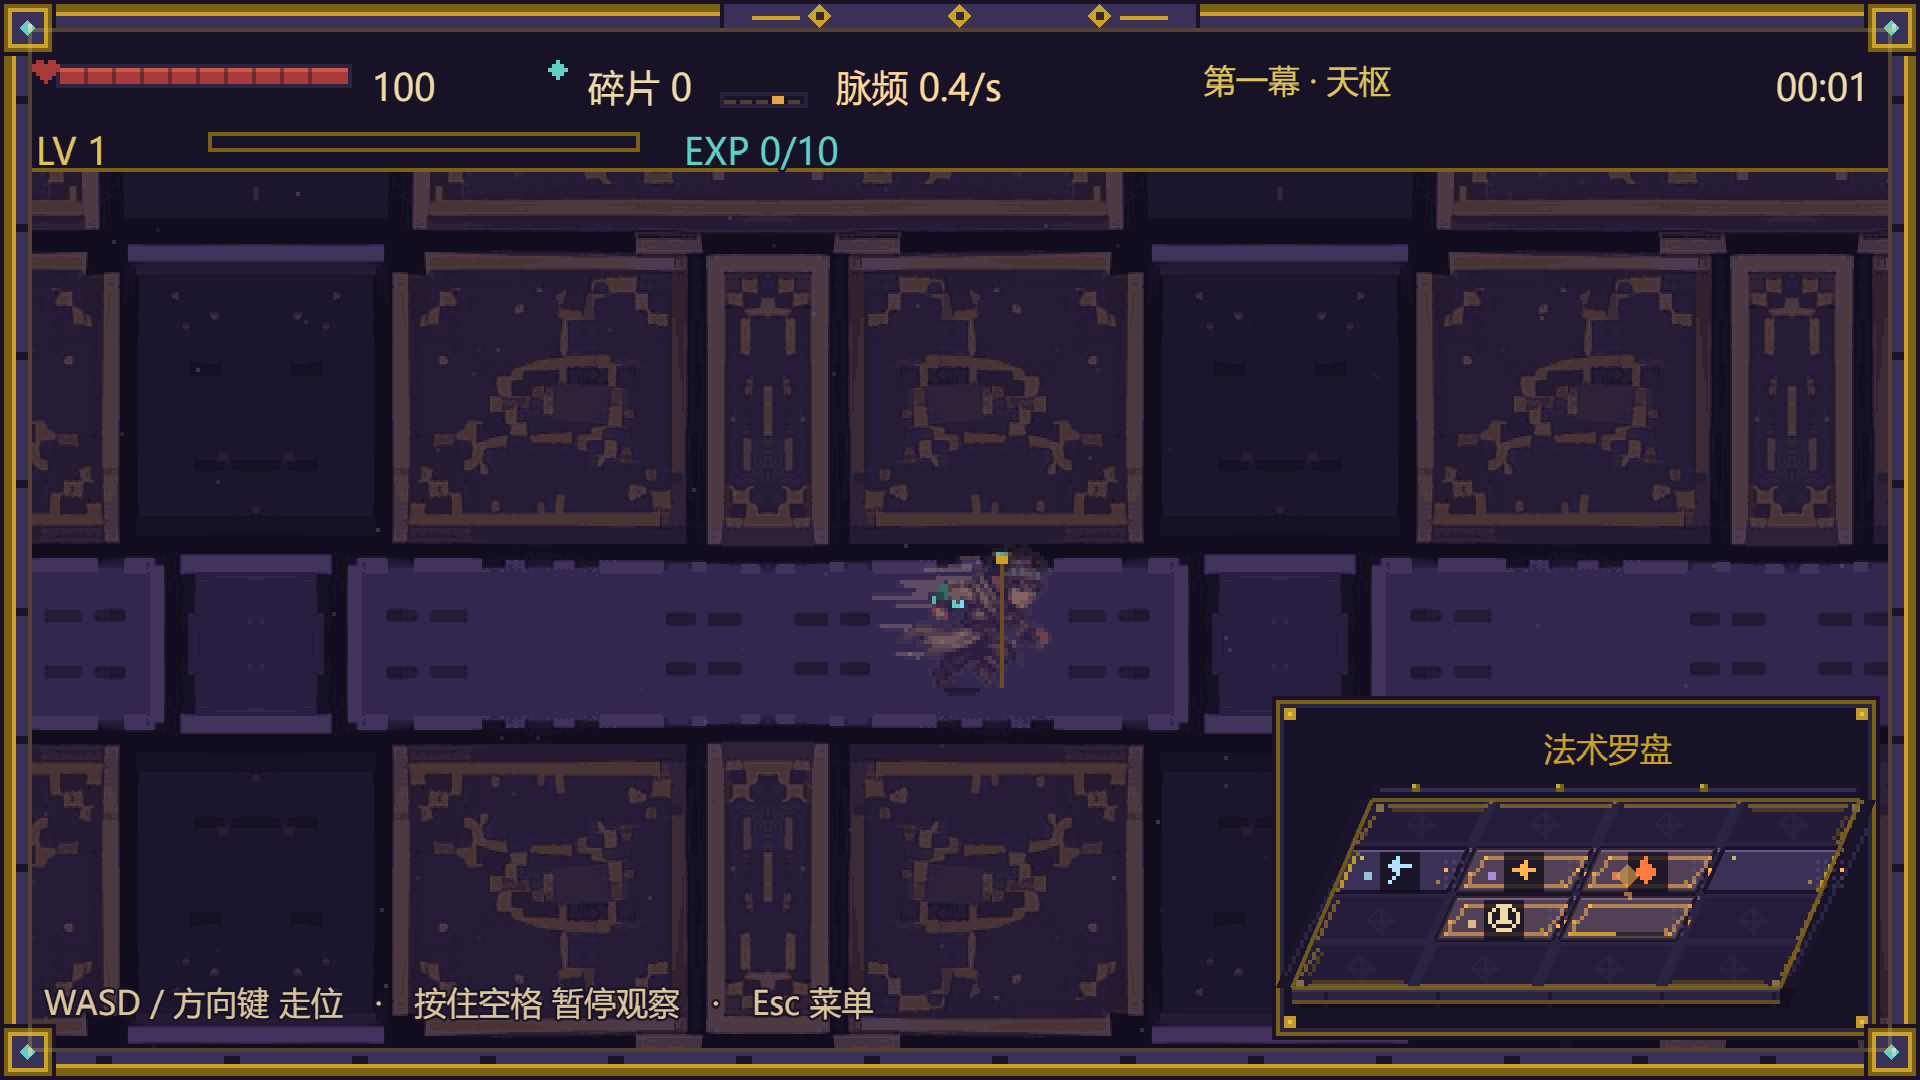 100
碎片 0
脉频 0.4/s
第一幕 · 天枢
00:01
LV 1
EXP 0/10
法术罗盘
WASD / 方向键 走位 · 按住空格 暂停观察 · Esc 菜单